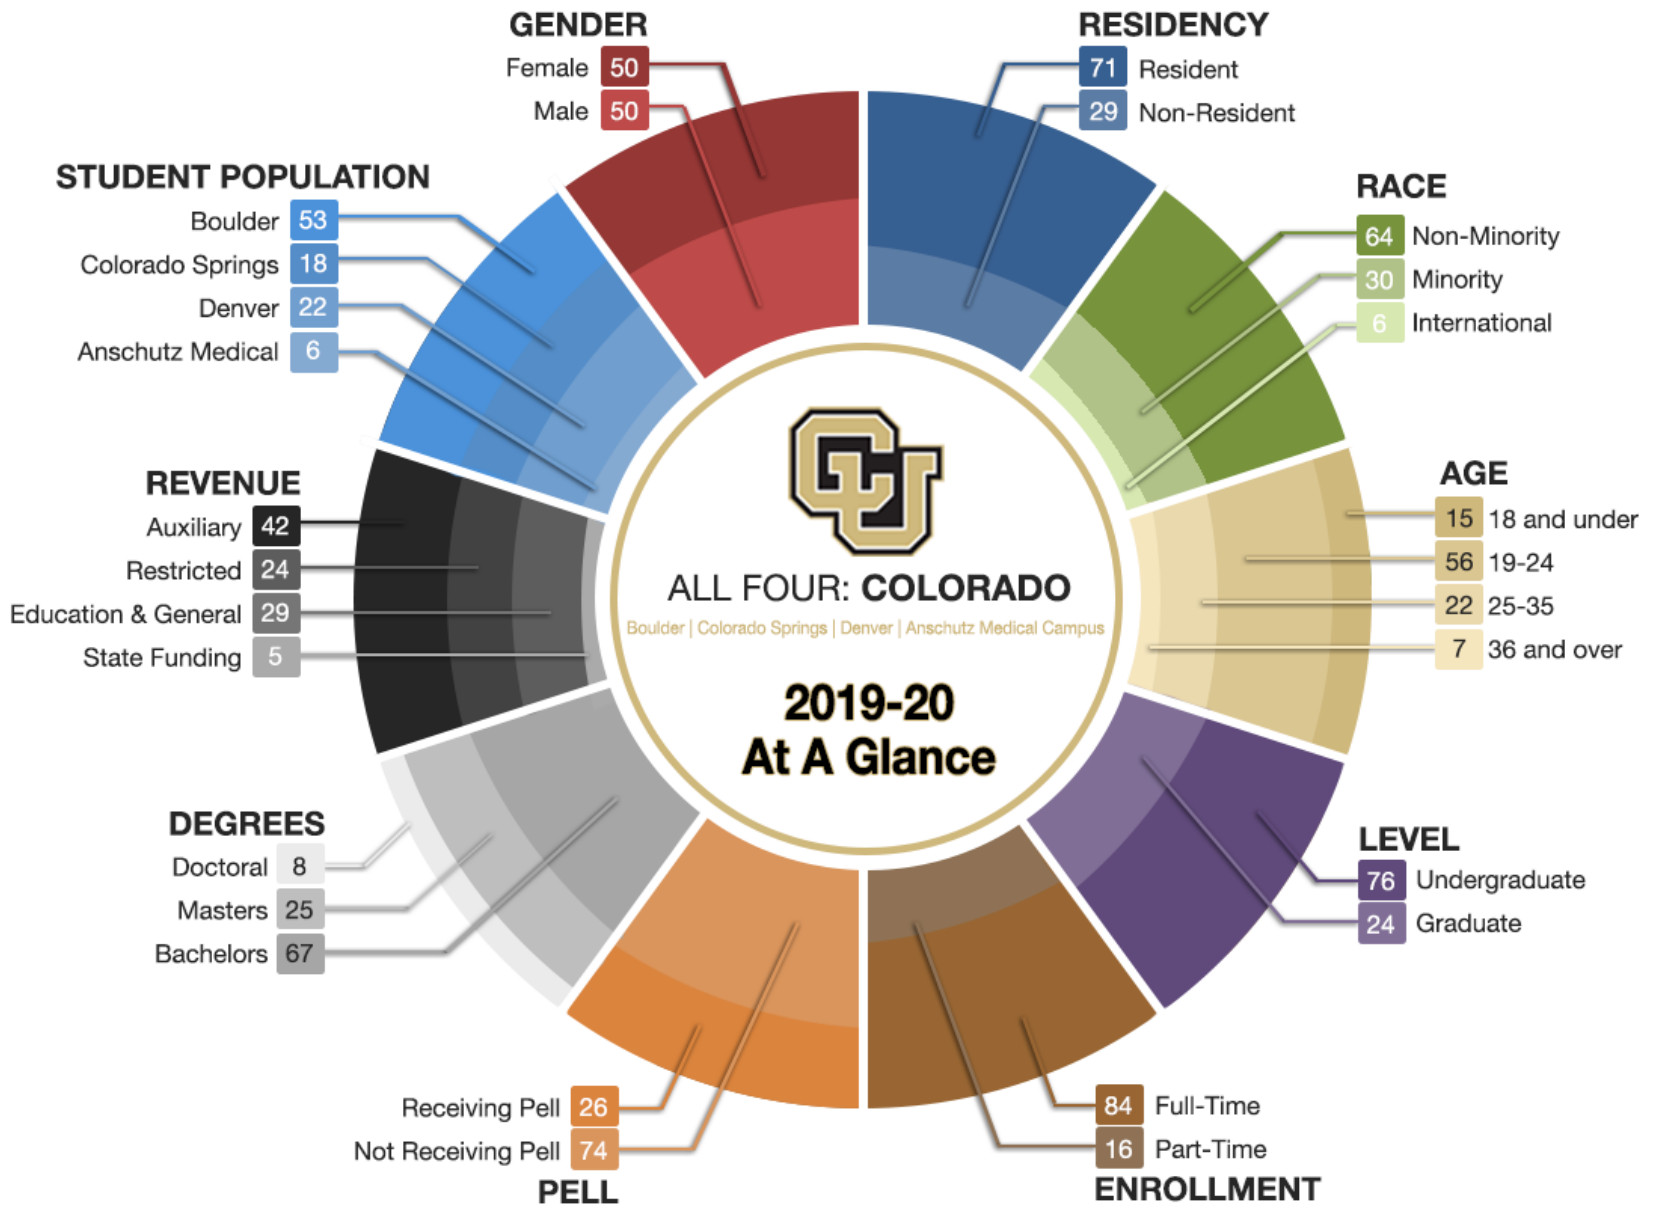 GENDER
Female 50
Male 50
RESIDENCY
71 Resident
29 Non-Resident
STUDENT POPULATION
Boulder 53
Colorado Springs 18
Denver 22
Anschutz Medical 6
RACE
64 Non-Minority
30 Minority
6 International
REVENUE
Auxiliary 42
Restricted 24
Education & General 29
State Funding 5
CU
ALL FOUR: COLORADO
Boulder | Colorado Springs | Denver | Anschutz Medical Campus
2019-20
At A Glance
AGE
15 18 and under
56 19-24
22 25-35
7 36 and over
DEGREES
Doctoral 8
Masters 25
Bachelors 67
LEVEL
76 Undergraduate
24 Graduate
Receiving Pell 26
Not Receiving Pell 74
PELL
84 Full-Time
16 Part-Time
ENROLLMENT